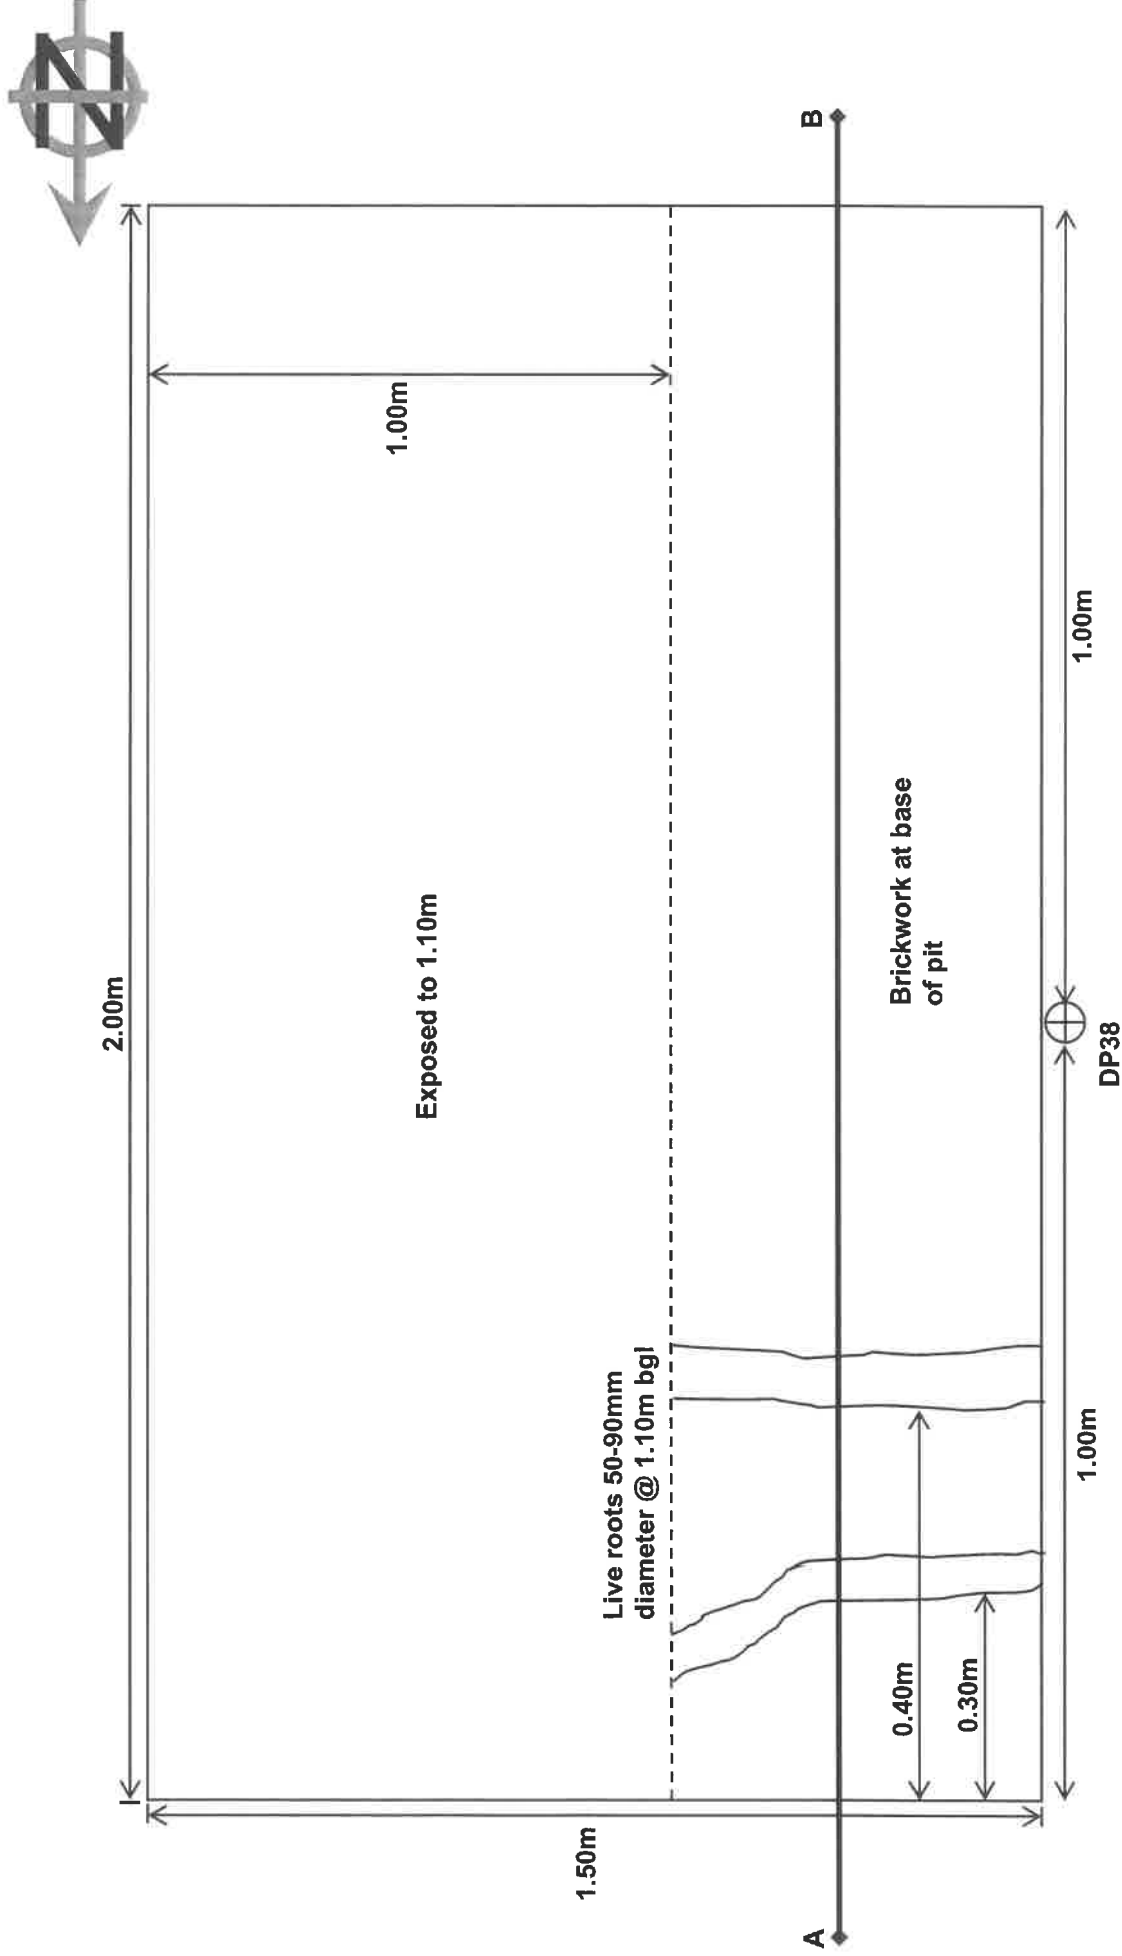 N
2.00m
1.00m
Exposed to 1.10m
Live roots 50-90mm
diameter @ 1.10m bgl
1.50m
A
B
Brickwork at base
of pit
0.40m
0.30m
1.00m
DP38
1.00m